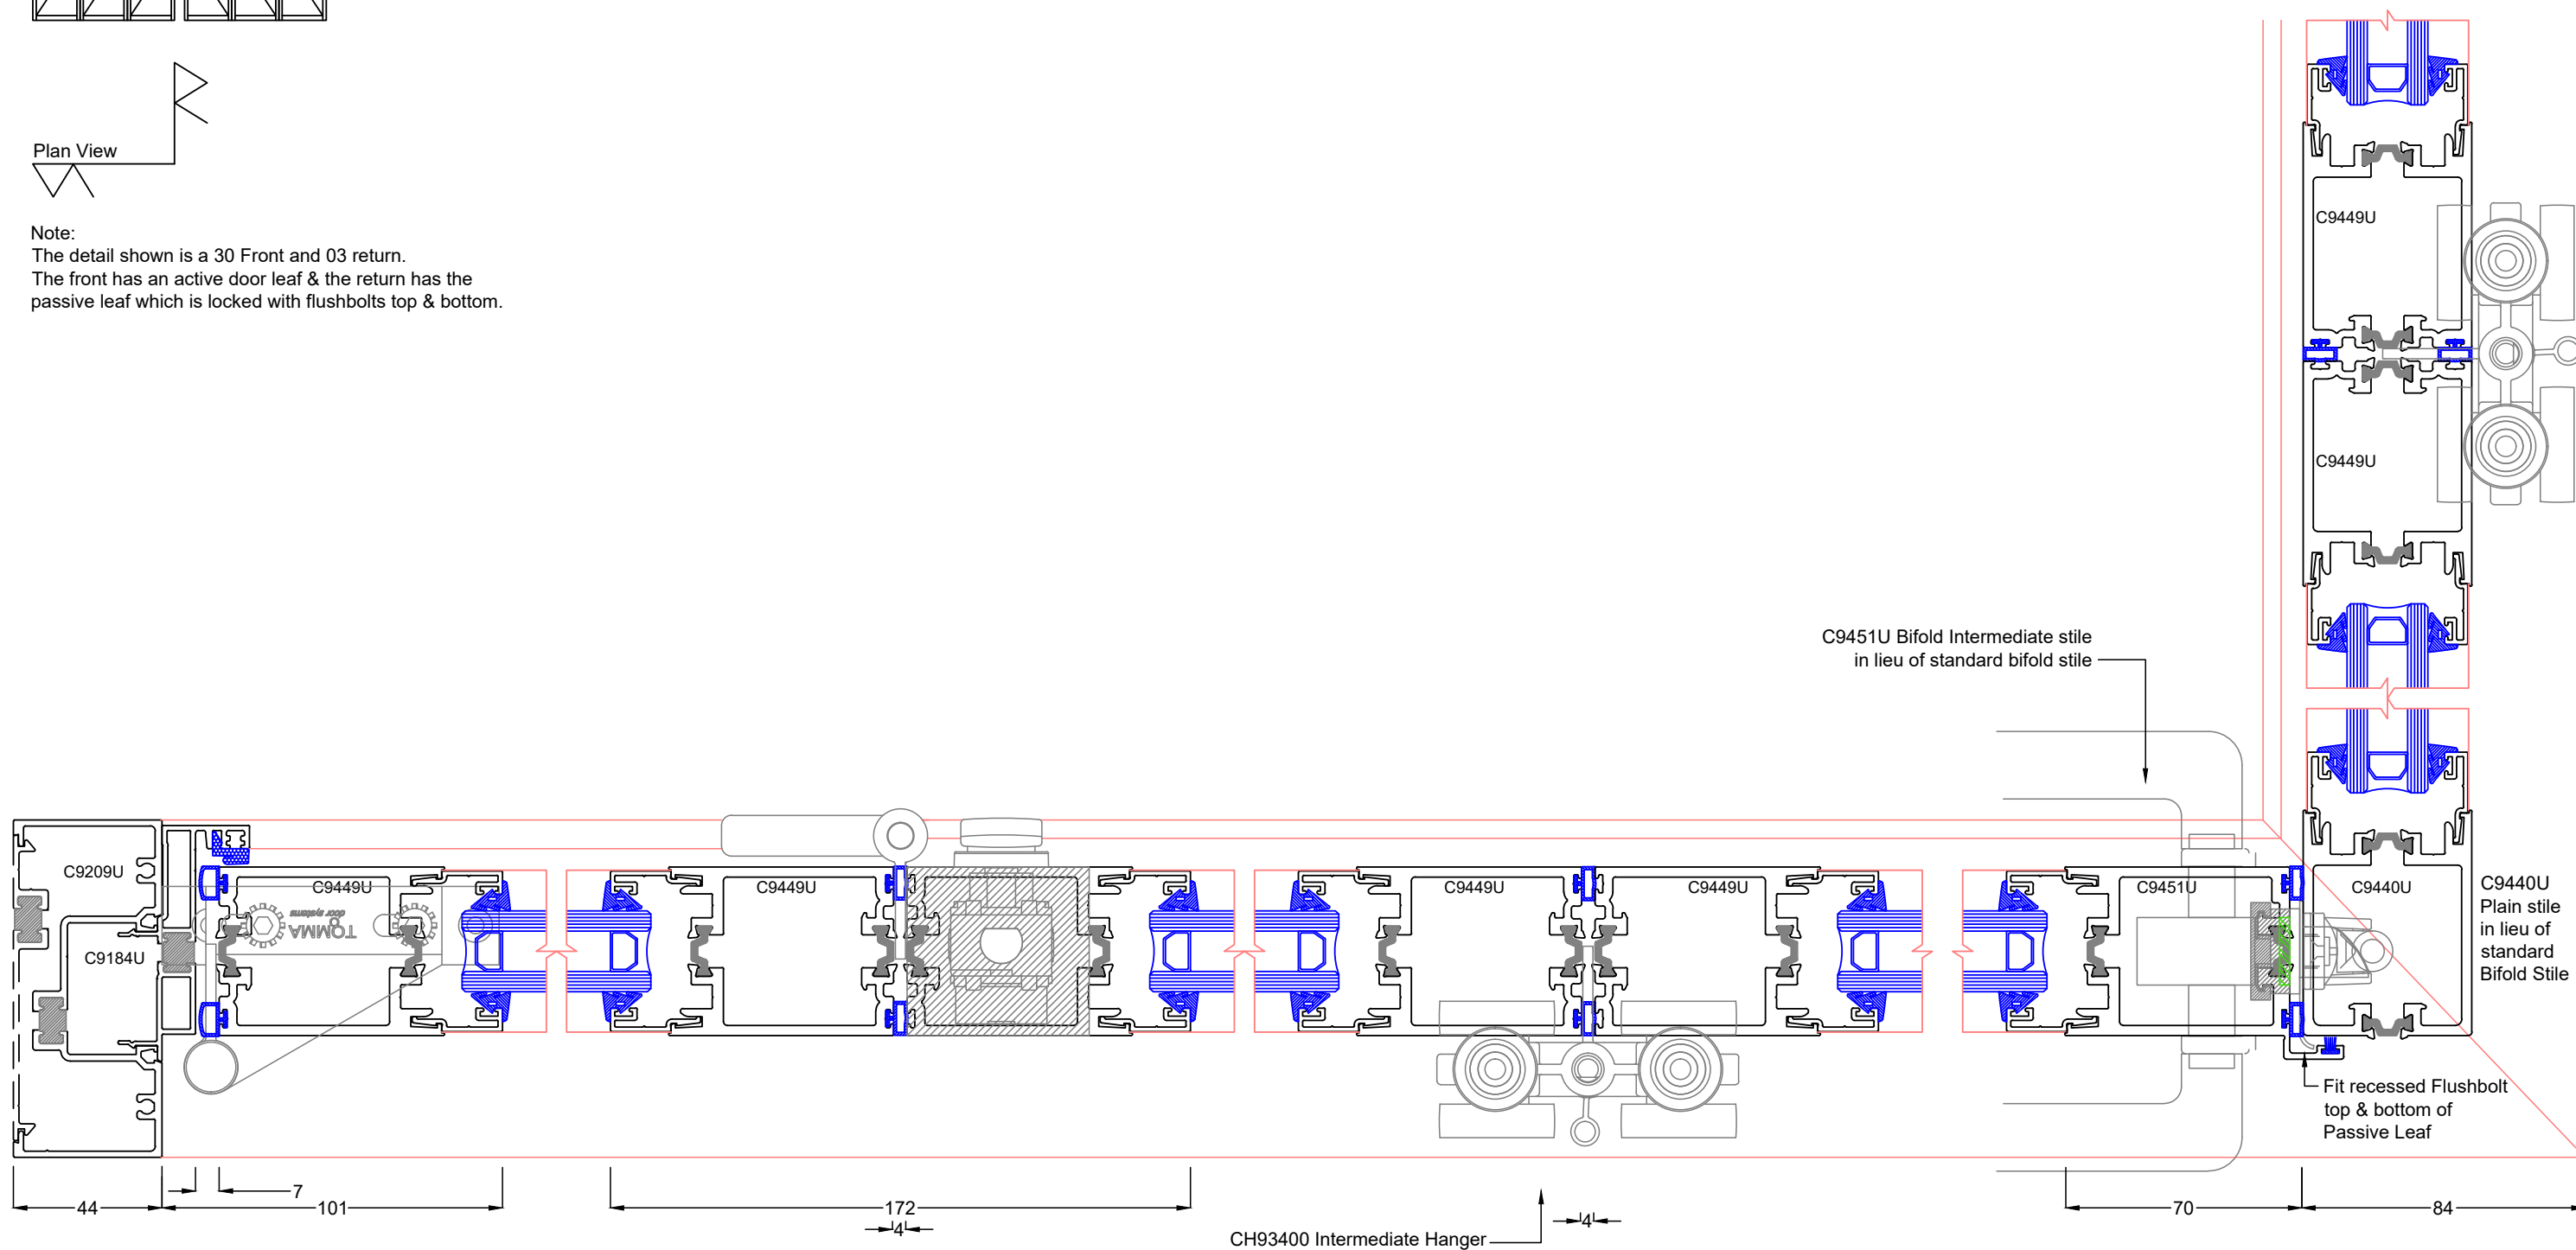 Plan View
Note:
The detail shown is a 30 Front and 03 return.
The front has an active door leaf & the return has the
passive leaf which is locked with flushbolts top & bottom.
C9449U
C9449U
C9451U Bifold Intermediate stile
in lieu of standard bifold stile
C9209U
C9184U
C9449U
door systems
C9449U
C9449U
C9449U
C9451U
C9440U
C9440U
Plain stile
in lieu of
standard
Bifold Stile
Fit recessed Flushbolt
top & bottom of
Passive Leaf
7
44
101
172
4
4
70
84
CH93400 Intermediate Hanger